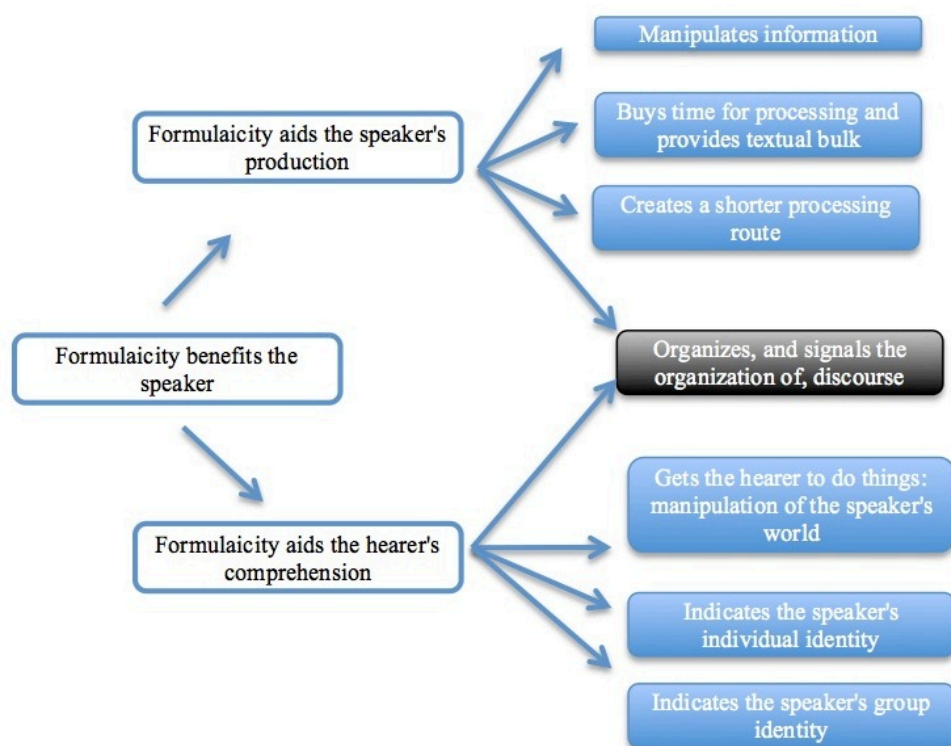 Manipulates information
Buys time for processing and
provides textual bulk
Formulaicity aids the speaker's
production
Creates a shorter processing
route
Formulaicity benefits the
speaker
Organizes, and signals the
organization of, discourse
Gets the hearer to do things:
manipulation of the speaker's
world
Formulaicity aids the hearer's
comprehension
Indicates the speaker's
individual identity
Indicates the speaker's group
identity